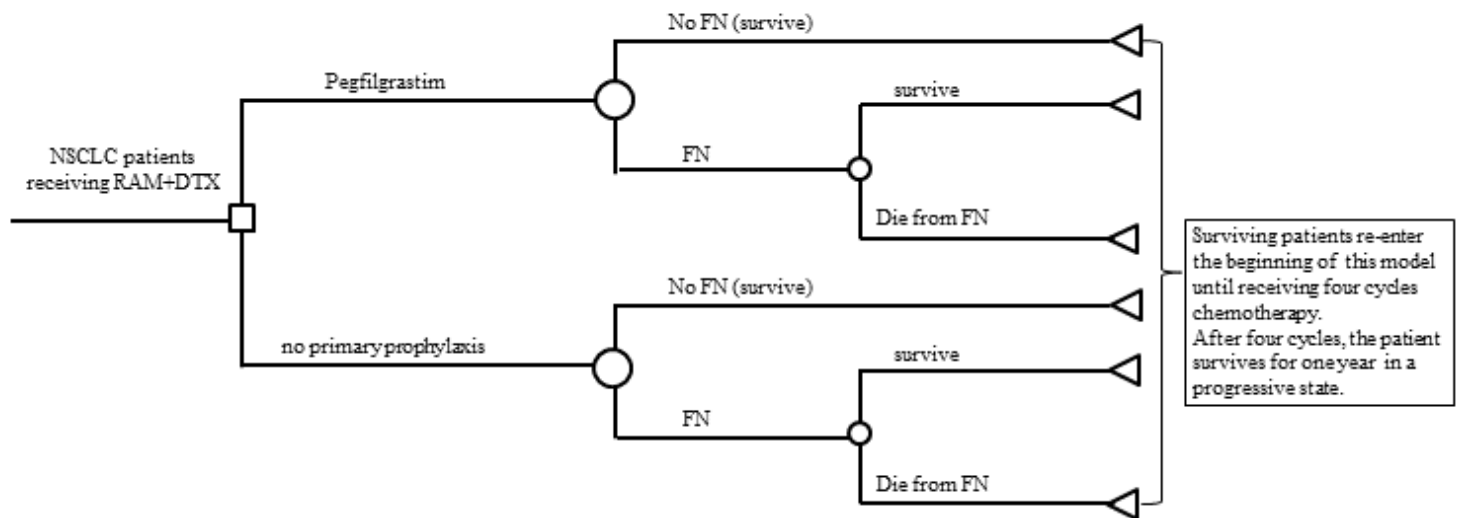 No FN (survive)
Pegfilgrastim
survive
NSCLC patients
receiving RAM+DTX
FN
Die from FN
Surviving patients re-enter
the beginning of this model
until receiving four cycles
chemotherapy.
After four cycles, the patient
survives for one year in a
progressive state.
No FN (survive)
no primary prophylaxis
survive
FN
Die from FN